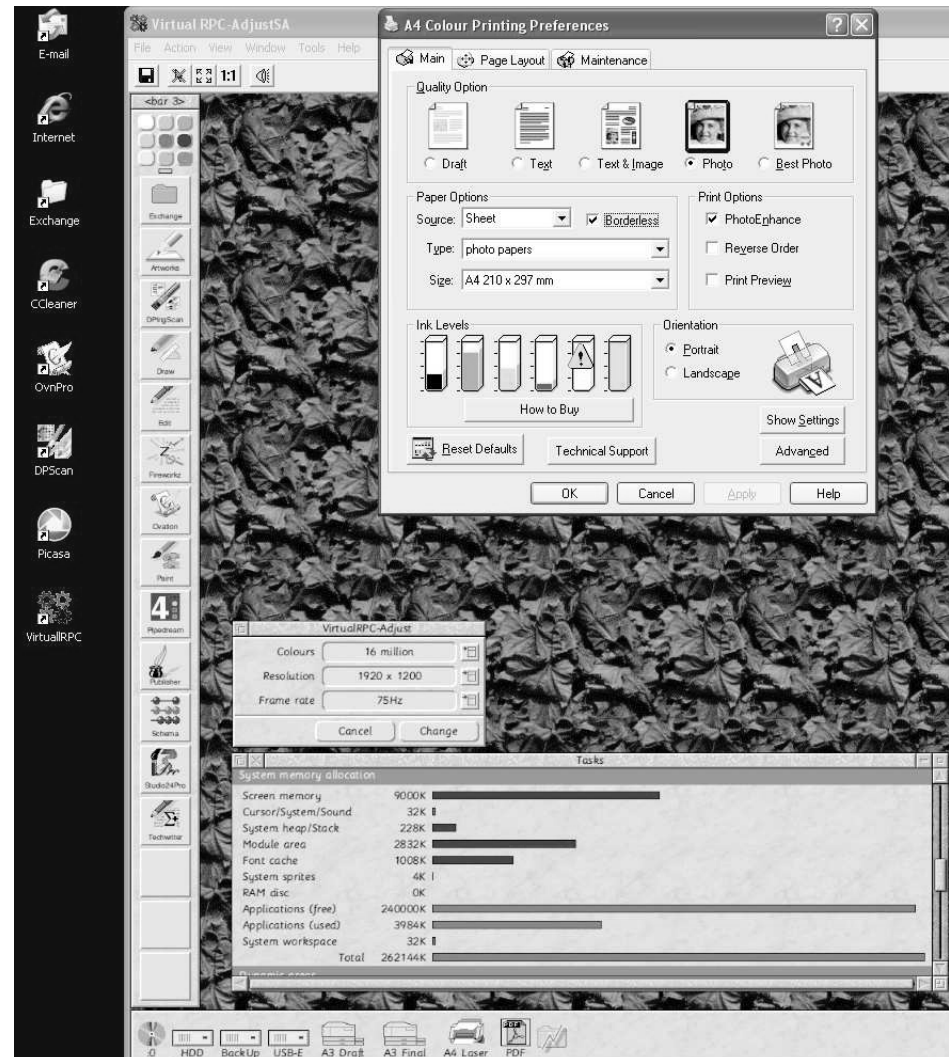 E-mail
Internet
Exchange
CCleaner
OvnPro
DPScan
Picasa
VirtualRPC
Virtual RPC-AdjustSA
File Action View Window Tools Help
1:1
<bar 3>
Exchange
Artworks
DPlngScan
Draw
Edit
Fireworkz
Ovation
Paint
4
Pipedream
Publisher
Schema
Studio24Pro
Techwriter
A4 Colour Printing Preferences
Main Page Layout Maintenance
Quality Option
Draft Text Text & Image Photo Best Photo
Paper Options
Source: Sheet Borderless
Type: photo papers
Size: A4 210 x 297 mm
Print Options
PhotoEnhance
Reverse Order
Print Preview
Ink Levels
How to Buy
Orientation
Portrait
Landscape
Show Settings
Reset Defaults Technical Support Advanced
OK Cancel Apply Help
VirtualRPC-Adjust
Colours 16 million
Resolution 1920 x 1200
Frame rate 75Hz
Cancel Change
Tasks
System memory allocation
Screen memory 9000K
Cursor/System/Sound 32K
System heap/Stack 228K
Module area 2832K
Font cache 1008K
System sprites 4K
RAM disc 0K
Applications (free) 240000K
Applications (used) 3984K
System workspace 32K
Total 262144K
Dynamic areas
:0 HDD BackUp USB-E A3 Draft A3 Final A4 Laser PDF